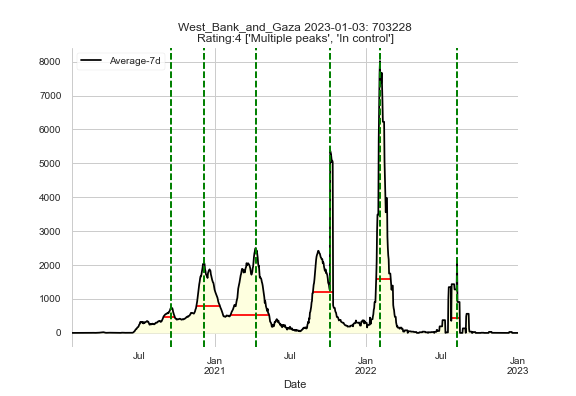 West_Bank_and_Gaza 2023-01-03: 703228
Rating:4 ['Multiple peaks', 'In control']
Average-7d
8000
7000
6000
5000
4000
3000
2000
1000
0
Jul
Jan
2021
Jul
Jan
2022
Jul
Jan
2023
Date